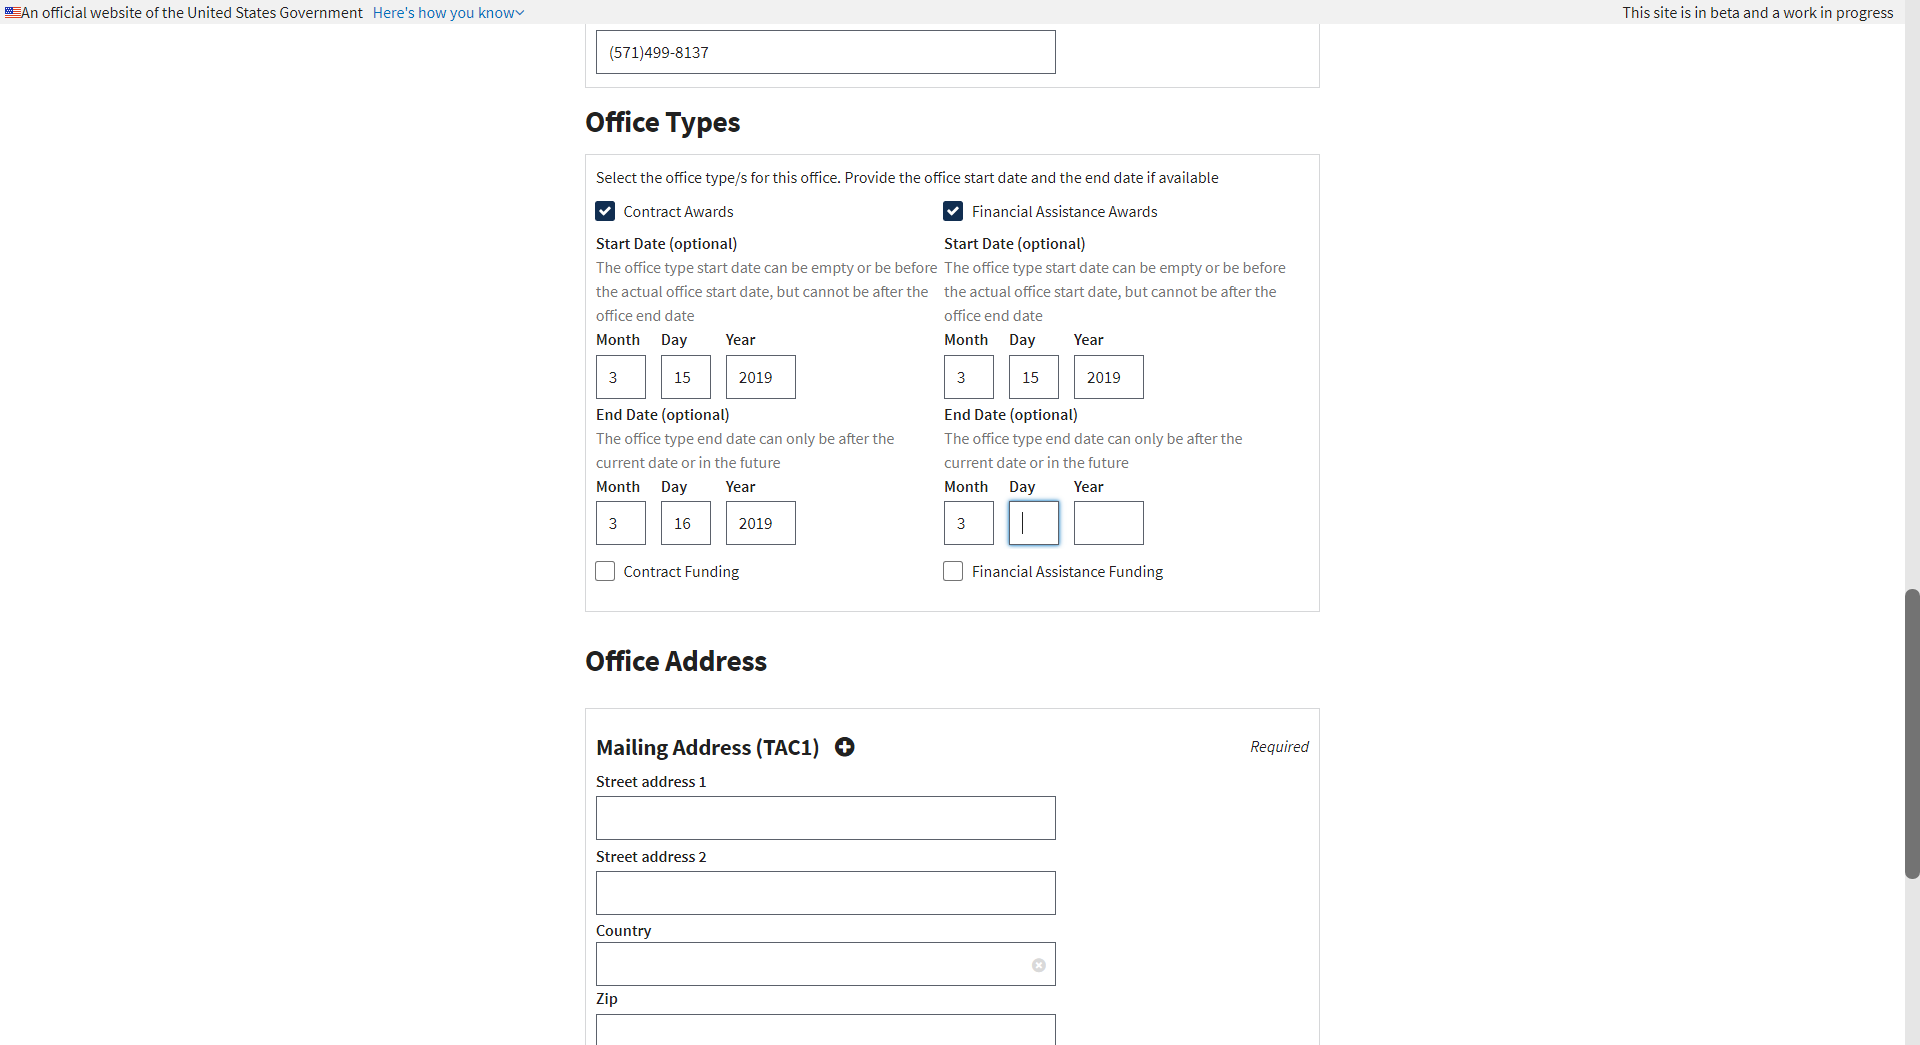 An official website of the United States Government Here's how you know
This site is in beta and a work in progress
(571)499-8137
Office Types
Select the office type/s for this office. Provide the office start date and the end date if available
Contract Awards
Start Date (optional)
The office type start date can be empty or be before
the actual office start date, but cannot be after the
office end date
Month Day Year
3 15 2019
End Date (optional)
The office type end date can only be after the
current date or in the future
Month Day Year
3 16 2019
Contract Funding
Financial Assistance Awards
Start Date (optional)
The office type start date can be empty or be before
the actual office start date, but cannot be after the
office end date
Month Day Year
3 15 2019
End Date (optional)
The office type end date can only be after the
current date or in the future
Month Day Year
3
Financial Assistance Funding
Office Address
Mailing Address (TAC1)
Required
Street address 1
Street address 2
Country
Zip